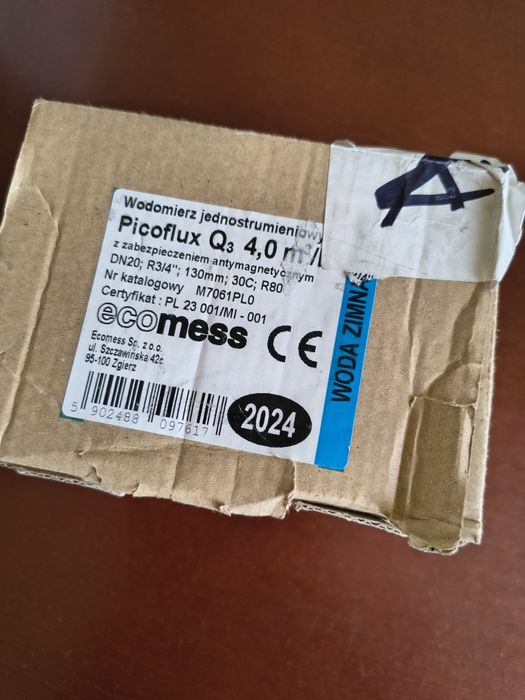 A
Wodomierz jednostrumieniowy
Picoflux Q3 4,0 m³/
z zabezpieczeniem antymagnetycznym
DN20; R3/4"; 130mm; 30C; R80
Nr katalogowy M7061PL0
Certyfikat : PL 23 001/MI - 001
ecomess CE
Ecomess Sp. z o.o.
ul. Szczawińska 42c
95-100 Zgierz
5 902488 097617
2024
WODA ZIMNA